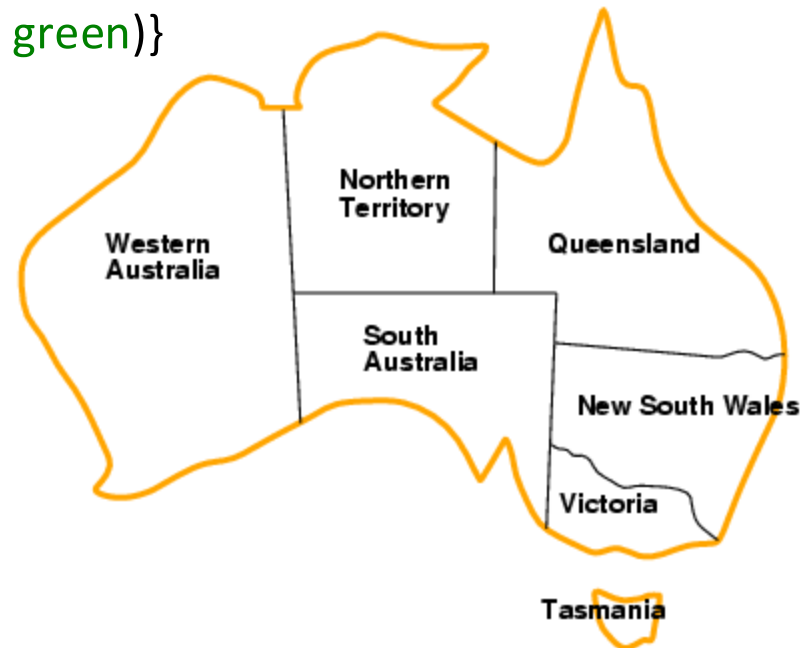 green)}
Northern
Territory
Western
Australia
Queensland
South
Australia
New South Wales
Victoria
Tasmania